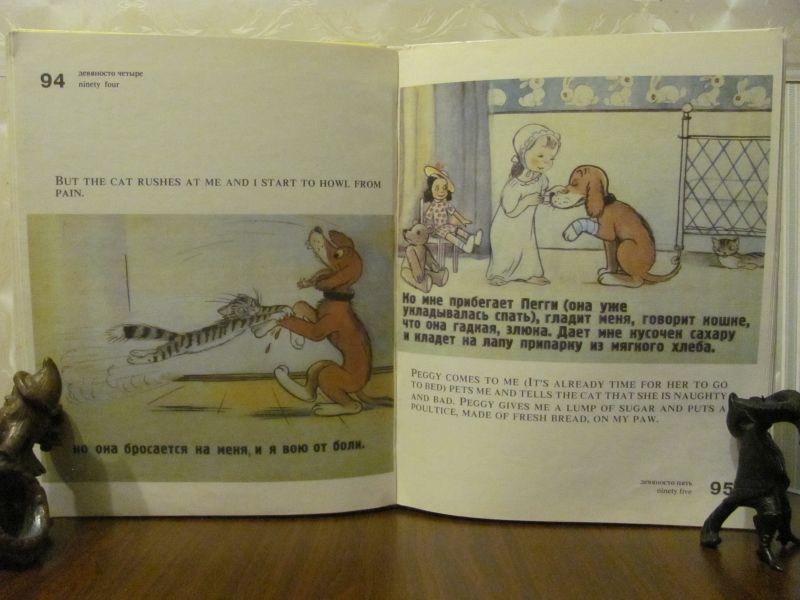 94
девяносто четыре
ninety four
BUT THE CAT RUSHES AT ME AND I START TO HOWL FROM
PAIN.
но она бросается на меня, и я вою от боли.
Ко мне прибегает Пегги (она уже
укладывалась спать), гладит меня, говорит кошке,
что она гадкая, злюка. Дает мне кусочек сахару
и кладет на лапу припарку из мягкого хлеба.
PEGGY COMES TO ME (IT'S ALREADY TIME FOR HER TO GO
TO BED) PETS ME AND TELLS THE CAT THAT SHE IS NAUGHTY
AND BAD. PEGGY GIVES ME A LUMP OF SUGAR AND PUTS A
POULTICE, MADE OF FRESH BREAD, ON MY PAW.
девяносто пять
ninety five
95